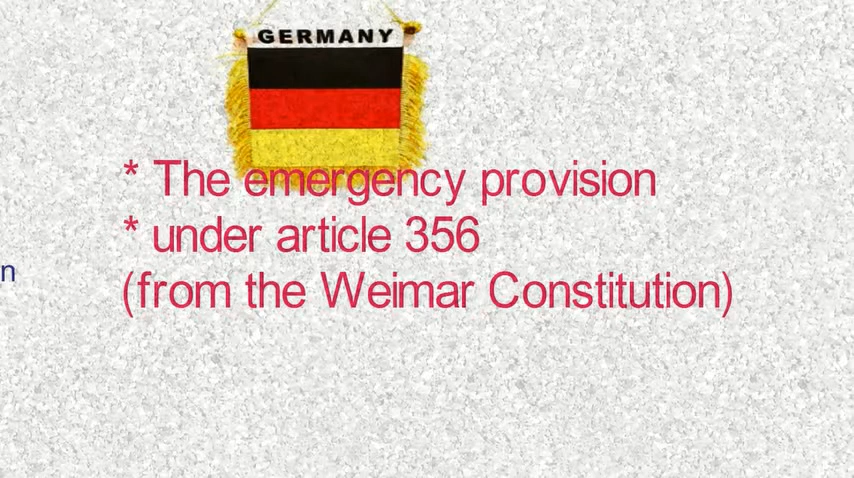 GERMANY
* The emergency provision
* under article 356
n
(from the Weimar Constitution)